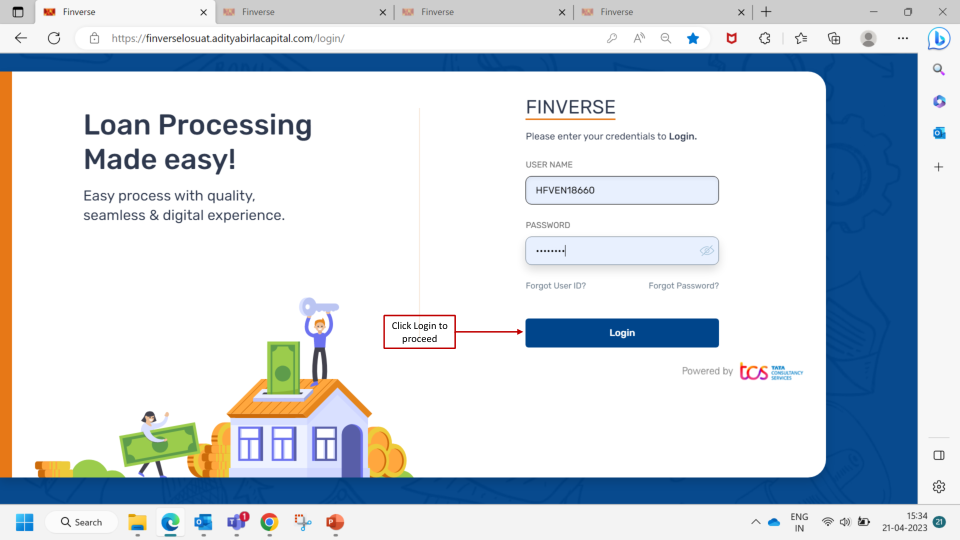 Finverse
Finverse
Finverse
Finverse
https://finverselosuat.adityabirlacapital.com/login/
Loan Processing
Made easy!
Easy process with quality,
seamless & digital experience.
FINVERSE
Please enter your credentials to Login.
USER NAME
HFVEN18660
PASSWORD
••••••••
Forgot User ID? Forgot Password?
Click Login to
proceed
Login
Powered by tcs TATA
CONSULTANCY
SERVICES
Search
1
ENG
IN
15:34
21-04-2023
21